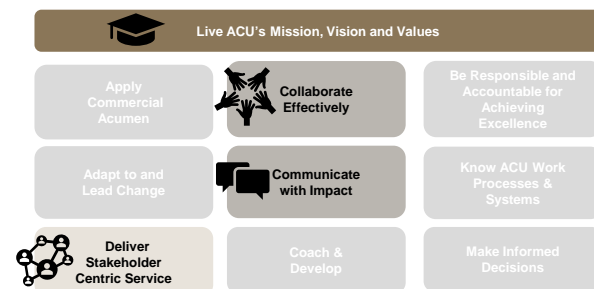 Live ACU's Mission, Vision and Values
Apply
Commercial
Acumen
Collaborate
Effectively
Be Responsible and
Accountable for
Achieving
Excellence
Adapt to and
Lead Change
Communicate
with Impact
Know ACU Work
Processes &
Systems
Deliver
Stakeholder
Centric Service
Coach &
Develop
Make Informed
Decisions